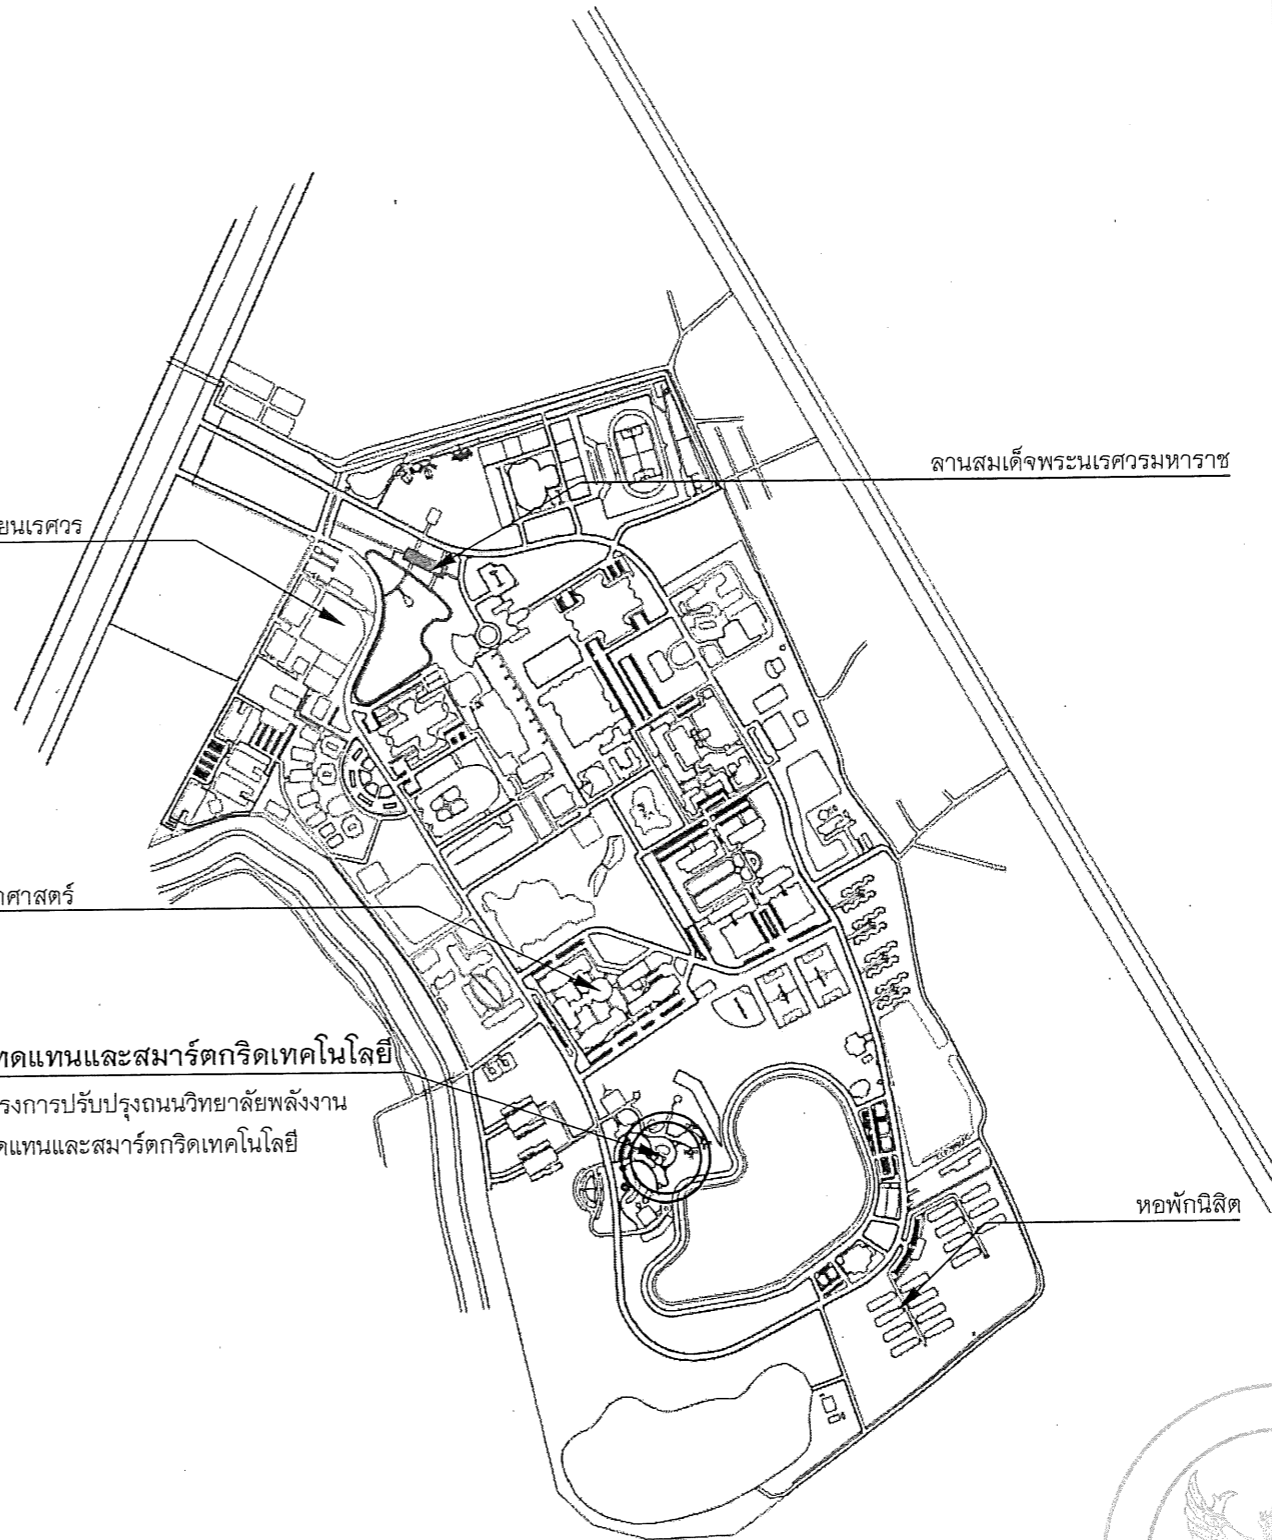 ลานสมเด็จพระนเรศวรมหาราช
ยนเรศวร
าศาสตร์
ทดแทนและสมาร์ตกริดเทคโนโลยี
รงการปรับปรุงถนนวิทยาลัยพลังงาน
ดแทนและสมาร์ตกริดเทคโนโลยี
หอพักนิสิต